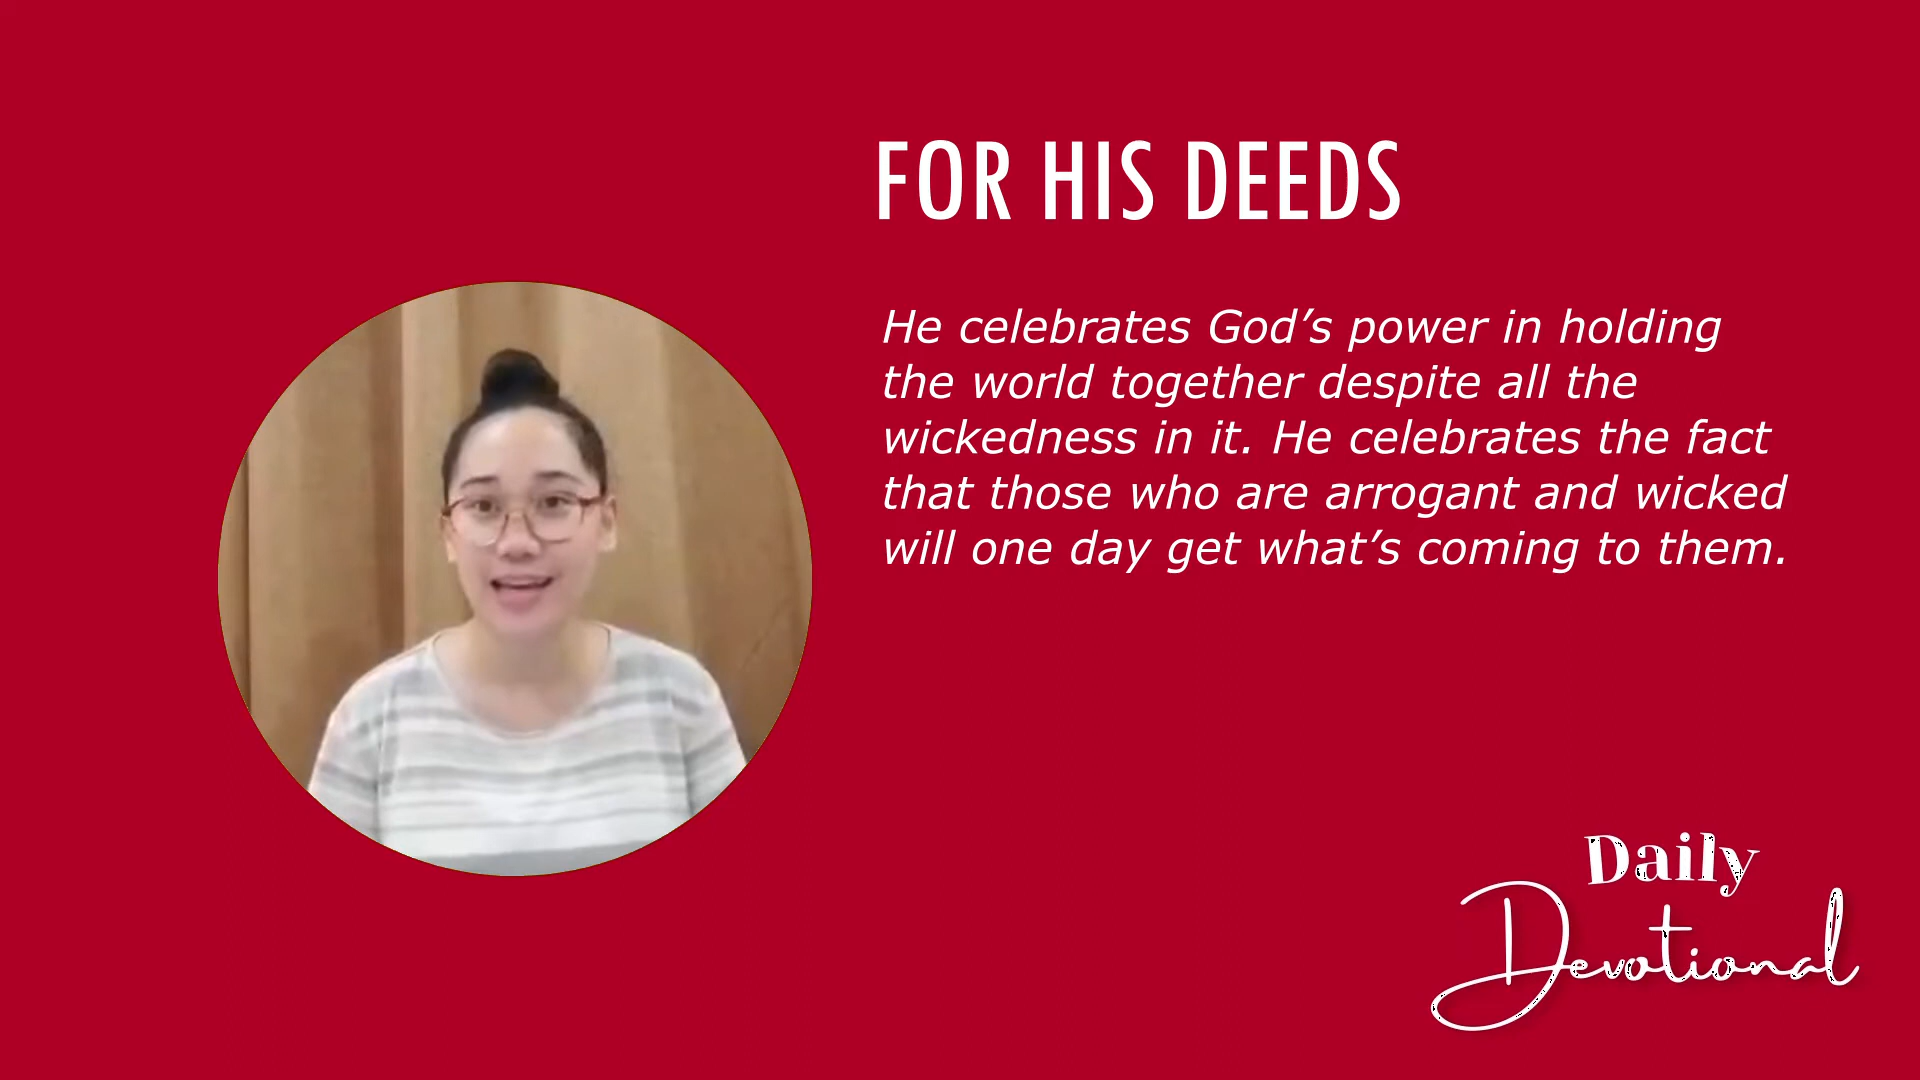 FOR HIS DEEDS
He celebrates God’s power in holding
the world together despite all the
wickedness in it. He celebrates the fact
that those who are arrogant and wicked
will one day get what’s coming to them.
Daily
Devotional